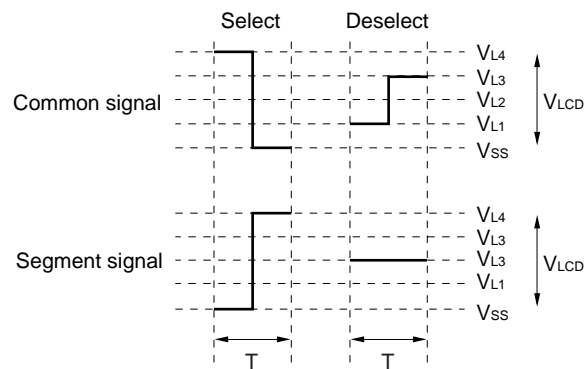 Select Deselect
VL4
VL3
Common signal VL2 VLCD
VL1
VSS
VL4
VL3
Segment signal VL3 VLCD
VL1
VSS
T T